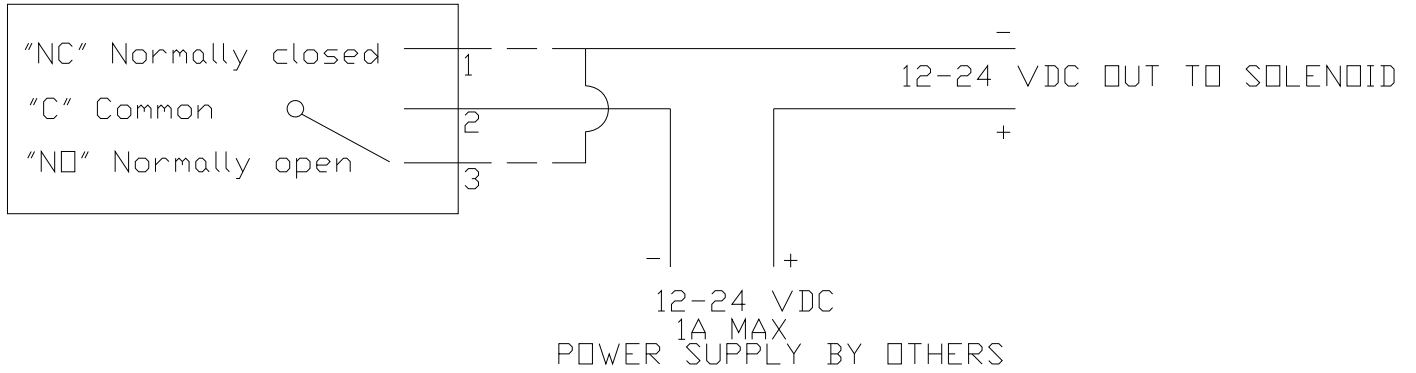 "NC" Normally closed
1
-
12-24 VDC OUT TO SOLENOID
"C" Common
2
+
"NO" Normally open
3
- +
12-24 VDC
1A MAX
POWER SUPPLY BY OTHERS